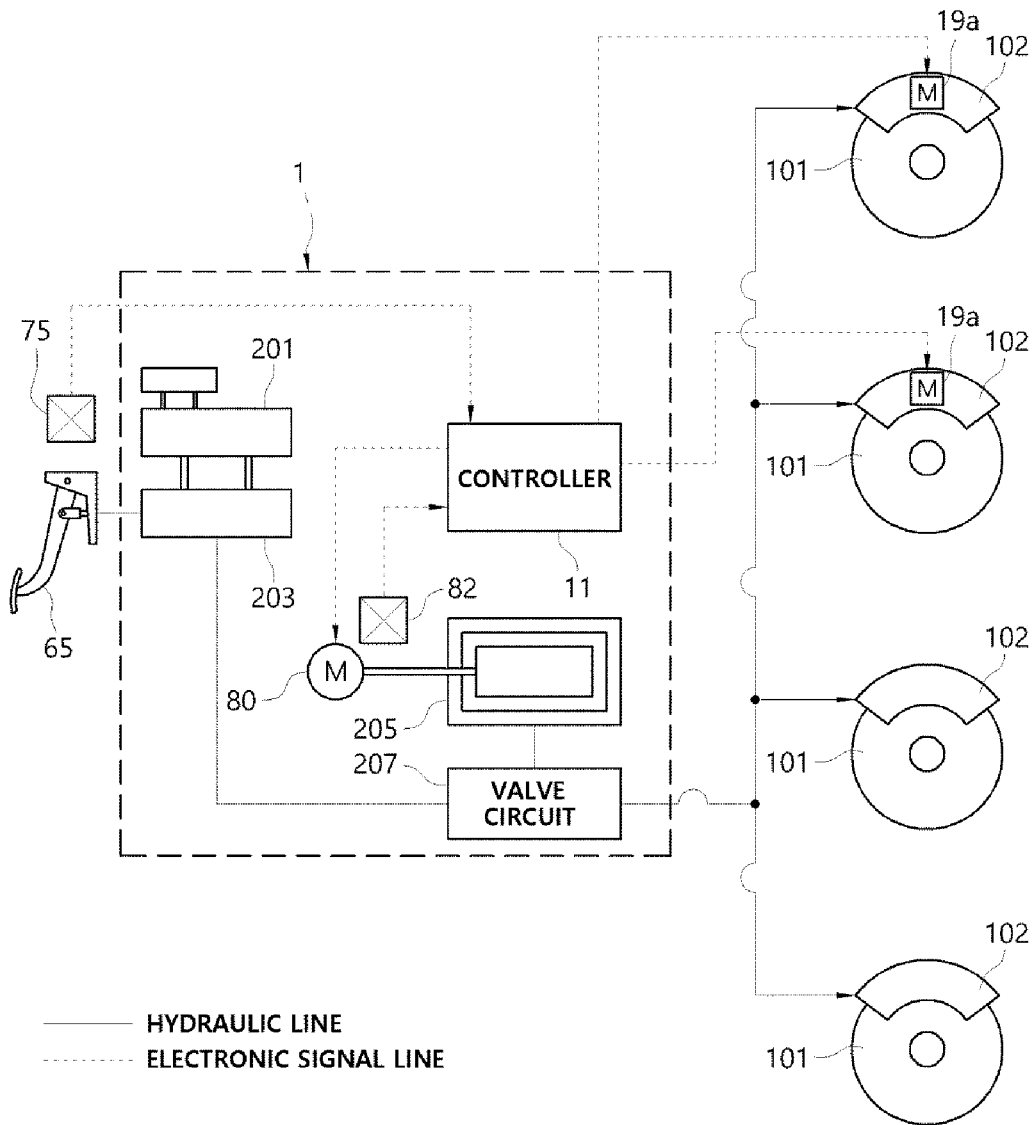 19a
102
M
101
1
75
201
19a
102
M
CONTROLLER
101
203
11
82
65
M
80
205
102
207
VALVE
CIRCUIT
101
102
HYDRAULIC LINE
ELECTRONIC SIGNAL LINE
101